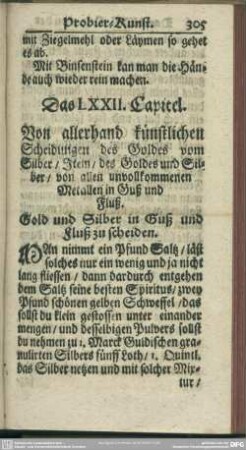 Probier-Kunst. 305
mit Ziegelmehl oder Läymen so gehet
es ab.
Mit Binsenstein kan man die Hän-
de auch wieder rein machen.
Das LXXII. Capitel.
Von allerhand künstlichen
Scheidungen des Goldes vom
Silber / Item / des Goldes und Sil-
ber / von allen unvollkommenen
Metallen in Guß und
Fluß.
Gold und Silber in Guß und
Fluß zu scheiden.
MAn nimmt ein Pfund Saltz / läst
solches nur ein wenig und ja nicht
lang fliessen / dann dardurch entgehen
dem Saltz seine besten Spiritus / zwey
Pfund schönen gelben Schweffel / das
sollst du klein gestossen unter einander
mengen / und desselbigen Pulvers sollst
du nehmen zu 1. Marck Guldischen gra-
nulirten Silbers fünff Loth / 1. Quintl.
das Silber netzen und mit solcher Mix-
tur /